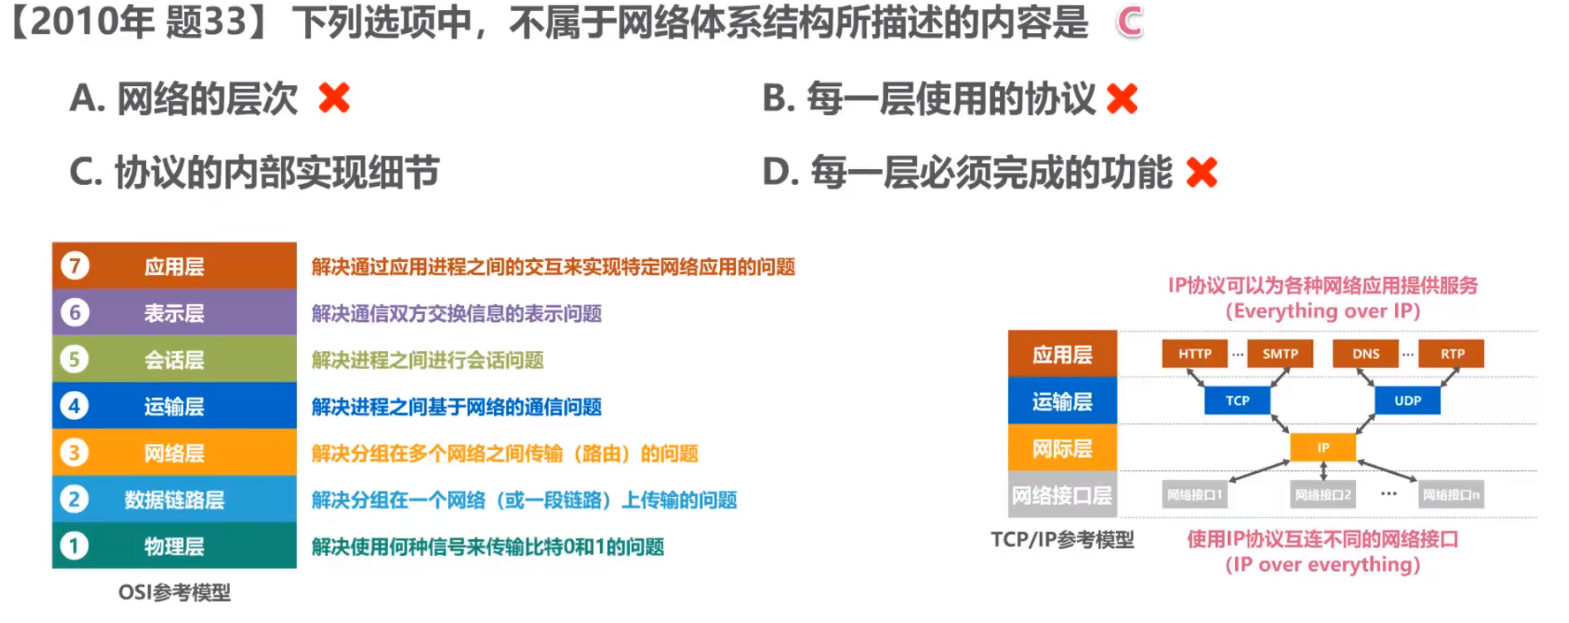 【2010年 题33】 下列选项中，不属于网络体系结构所描述的内容是 C
A. 网络的层次
B. 每一层使用的协议
C. 协议的内部实现细节
D. 每一层必须完成的功能
7 应用层 解决通过应用进程之间的交互来实现特定网络应用的问题
6 表示层 解决通信双方交换信息的表示问题
5 会话层 解决进程之间进行会话问题
4 运输层 解决进程之间基于网络的通信问题
3 网络层 解决分组在多个网络之间传输（路由）的问题
2 数据链路层 解决分组在一个网络（或一段链路）上传输的问题
1 物理层 解决使用何种信号来传输比特0和1的问题
OSI参考模型
IP协议可以为各种网络应用提供服务
（Everything over IP）
应用层 HTTP ... SMTP DNS ... RTP
运输层 TCP UDP
网际层 IP
网络接口层 网络接口1 网络接口2 ... 网络接口n
TCP/IP参考模型
使用IP协议互连不同的网络接口
（IP over everything）